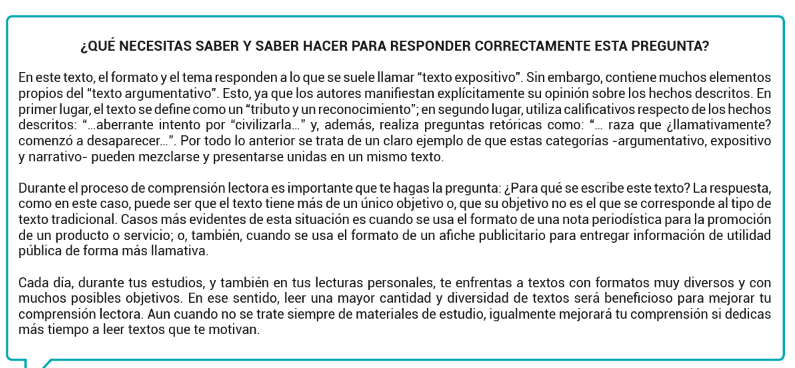 ¿QUÉ NECESITAS SABER Y SABER HACER PARA RESPONDER CORRECTAMENTE ESTA PREGUNTA?
En este texto, el formato y el tema responden a lo que se suele llamar “texto expositivo”. Sin embargo, contiene muchos elementos
propios del “texto argumentativo”. Esto, ya que los autores manifiestan explícitamente su opinión sobre los hechos descritos. En
primer lugar, el texto se define como un “tributo y un reconocimiento”; en segundo lugar, utiliza calificativos respecto de los hechos
descritos: “...aberrante intento por “civilizarla...” y, además, realiza preguntas retóricas como: “... raza que ¿llamativamente?
comenzó a desaparecer...”. Por todo lo anterior se trata de un claro ejemplo de que estas categorías -argumentativo, expositivo
y narrativo- pueden mezclarse y presentarse unidas en un mismo texto.
Durante el proceso de comprensión lectora es importante que te hagas la pregunta: ¿Para qué se escribe este texto? La respuesta,
como en este caso, puede ser que el texto tiene más de un único objetivo o, que su objetivo no es el que se corresponde al tipo de
texto tradicional. Casos más evidentes de esta situación es cuando se usa el formato de una nota periodística para la promoción
de un producto o servicio; o, también, cuando se usa el formato de un afiche publicitario para entregar información de utilidad
pública de forma más llamativa.
Cada día, durante tus estudios, y también en tus lecturas personales, te enfrentas a textos con formatos muy diversos y con
muchos posibles objetivos. En ese sentido, leer una mayor cantidad y diversidad de textos será beneficioso para mejorar tu
comprensión lectora. Aun cuando no se trate siempre de materiales de estudio, igualmente mejorará tu comprensión si dedicas
más tiempo a leer textos que te motivan.